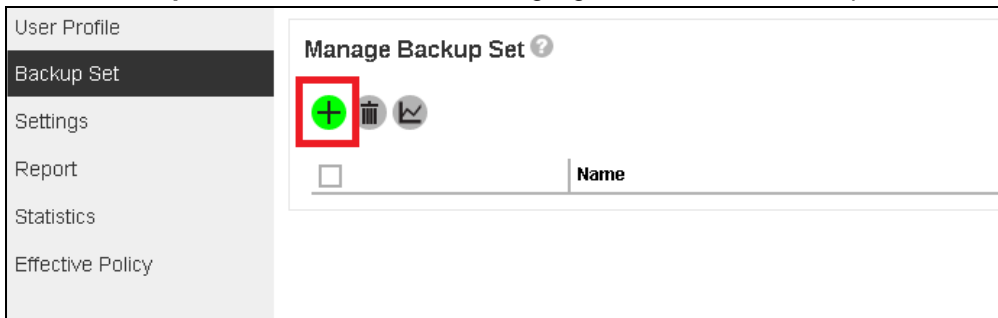 User Profile
Backup Set
Settings
Report
Statistics
Effective Policy
Manage Backup Set ?
Name